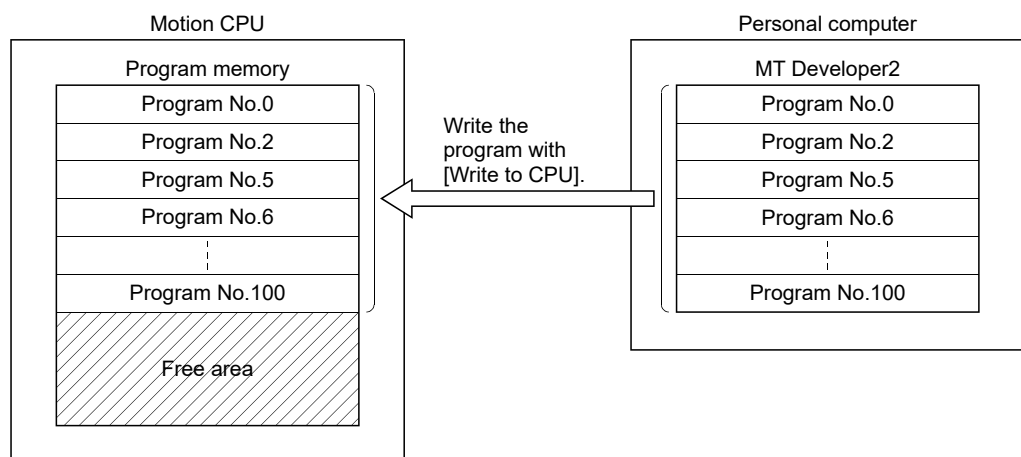 Motion CPU
Program memory
Program No.0
Program No.2
Program No.5
Program No.6
Program No.100
Free area
Write the
program with
[Write to CPU].
Personal computer
MT Developer2
Program No.0
Program No.2
Program No.5
Program No.6
Program No.100